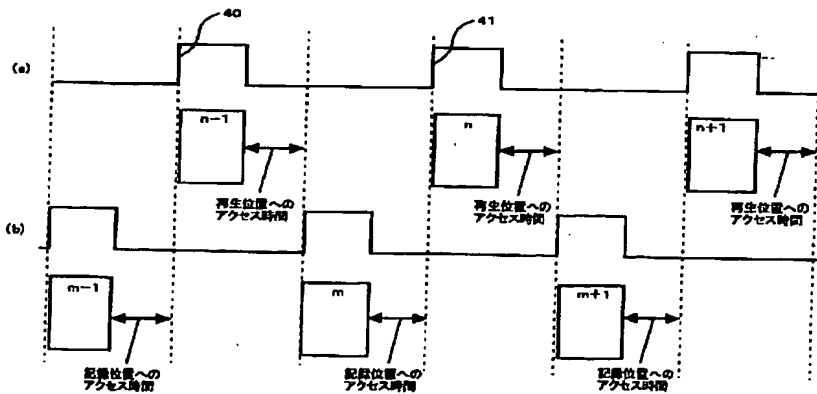 40
41
(a)
n-1
n
n+1
再生位置への
アクセス時間
再生位置への
アクセス時間
再生位置への
アクセス時間
(b)
m-1
m
m+1
記録位置への
アクセス時間
記録位置への
アクセス時間
記録位置への
アクセス時間